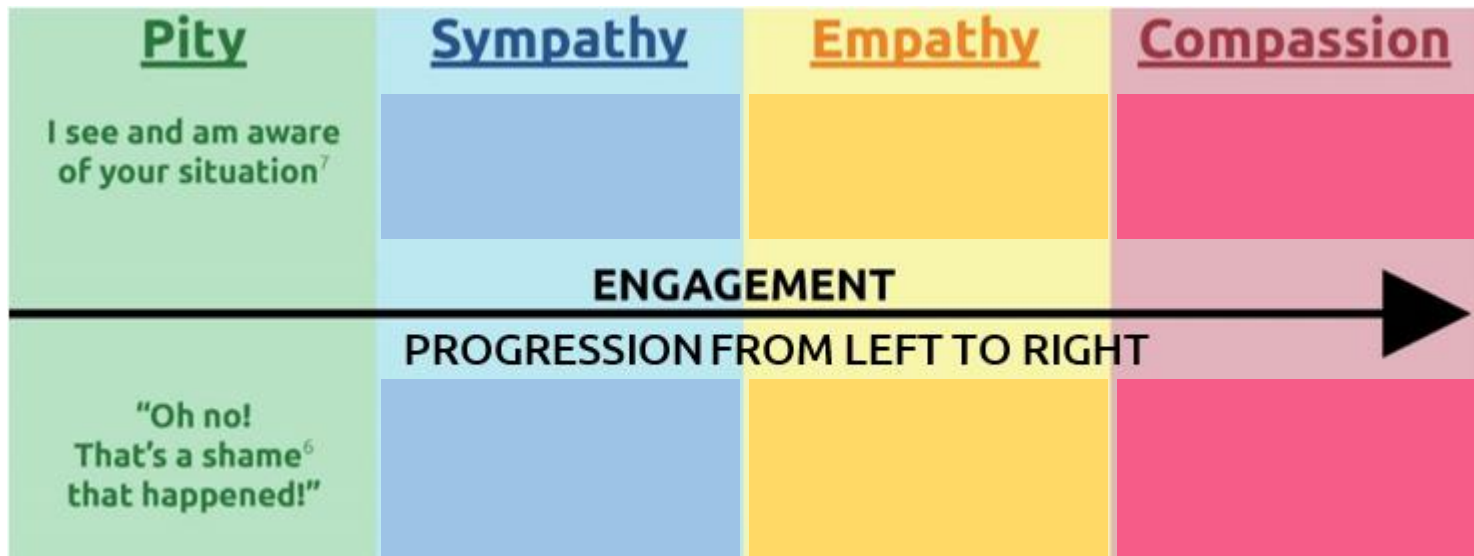 Pity Sympathy Empathy Compassion
I see and am aware
of your situation⁷
ENGAGEMENT
PROGRESSION FROM LEFT TO RIGHT
“Oh no!
That’s a shame⁶
that happened!”